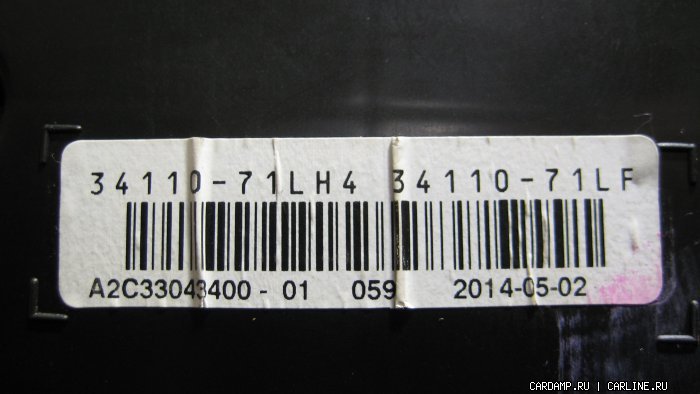 34110-71LH4 34110-71LF
A2C33043400 - 01 059 2014-05-02
CARDAMP.RU | CARLINE.RU